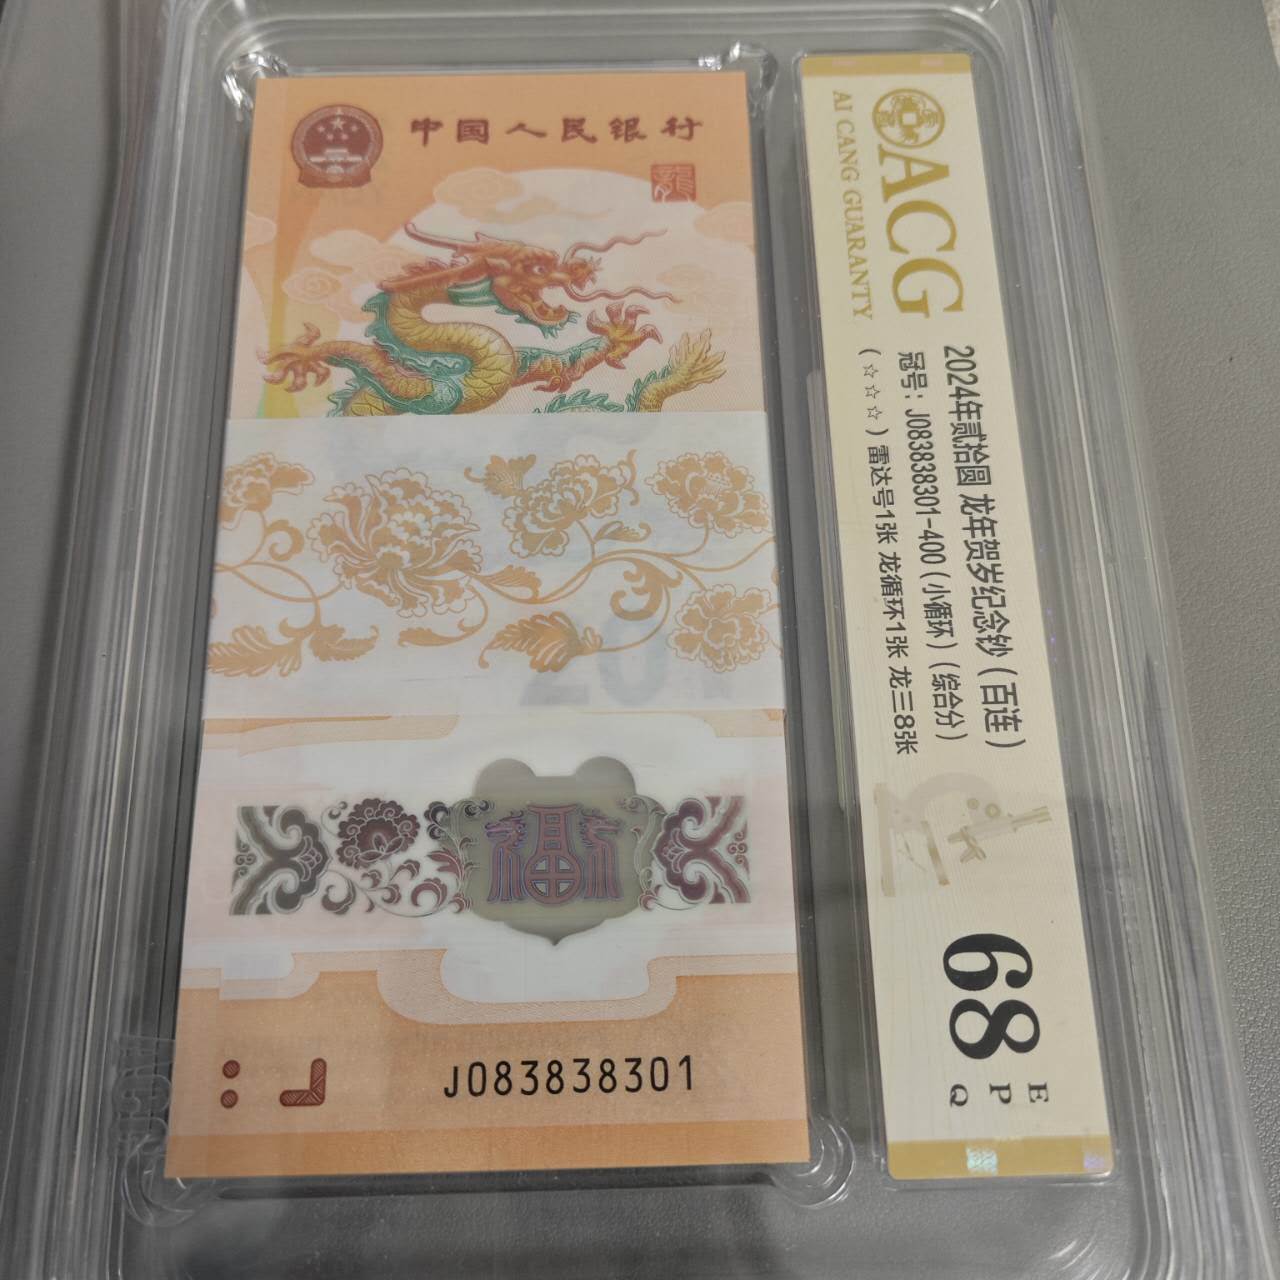 中国人民银行
龍
福
J083838301
ACG
AI CANG GUARANTY
2024年贰拾圆 龙年贺岁纪念钞(百连)
冠号:J083838301-400(小循环)(综合分)
(☆☆☆)雷达号1张 龙循环1张 龙三8张
68
E
P
Q